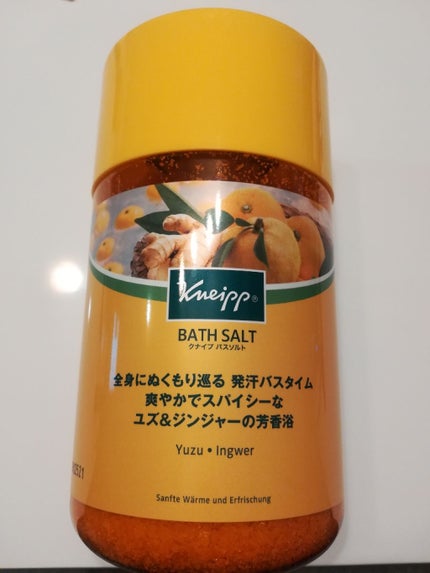 Kneipp®
BATH SALT
クナイプ バスソルト
全身にぬくもり巡る 発汗バスタイム
爽やかでスパイシーな
ユズ&ジンジャーの芳香浴
Yuzu • Ingwer
Sanfte Wärme und Erfrischung